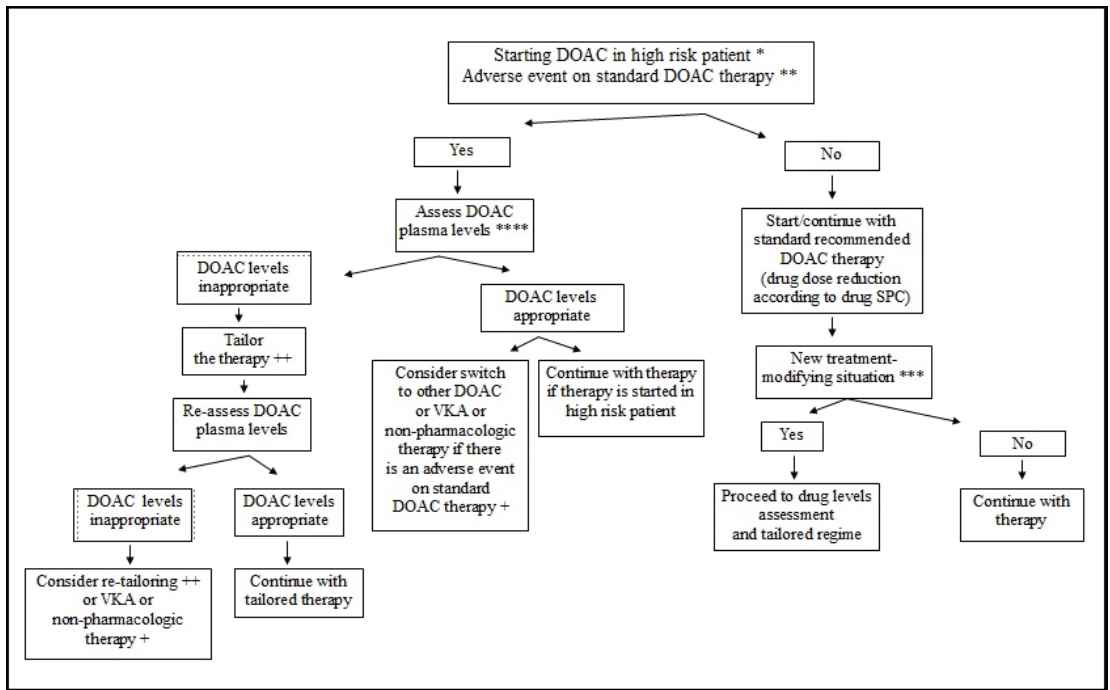 Starting DOAC in high risk patient *
Adverse event on standard DOAC therapy **
Yes
No
Assess DOAC
plasma levels ****
Start/continue with
standard recommended
DOAC therapy
(drug dose reduction
according to drug SPC)
DOAC levels
inappropriate
DOAC levels
appropriate
Tailor
the therapy ++
New treatment-
modifying situation ***
Consider switch
to other DOAC
or VKA or
non-pharmacologic
therapy if there
is an adverse event
on standard
DOAC therapy +
Continue with therapy
if therapy is started in
high risk patient
Re-assess DOAC
plasma levels
Yes
No
DOAC levels
inappropriate
DOAC levels
appropriate
Proceed to drug levels
assessment
and tailored regime
Continue with
therapy
Consider re-tailoring ++
or VKA or
non-pharmacologic
therapy +
Continue with
tailored therapy